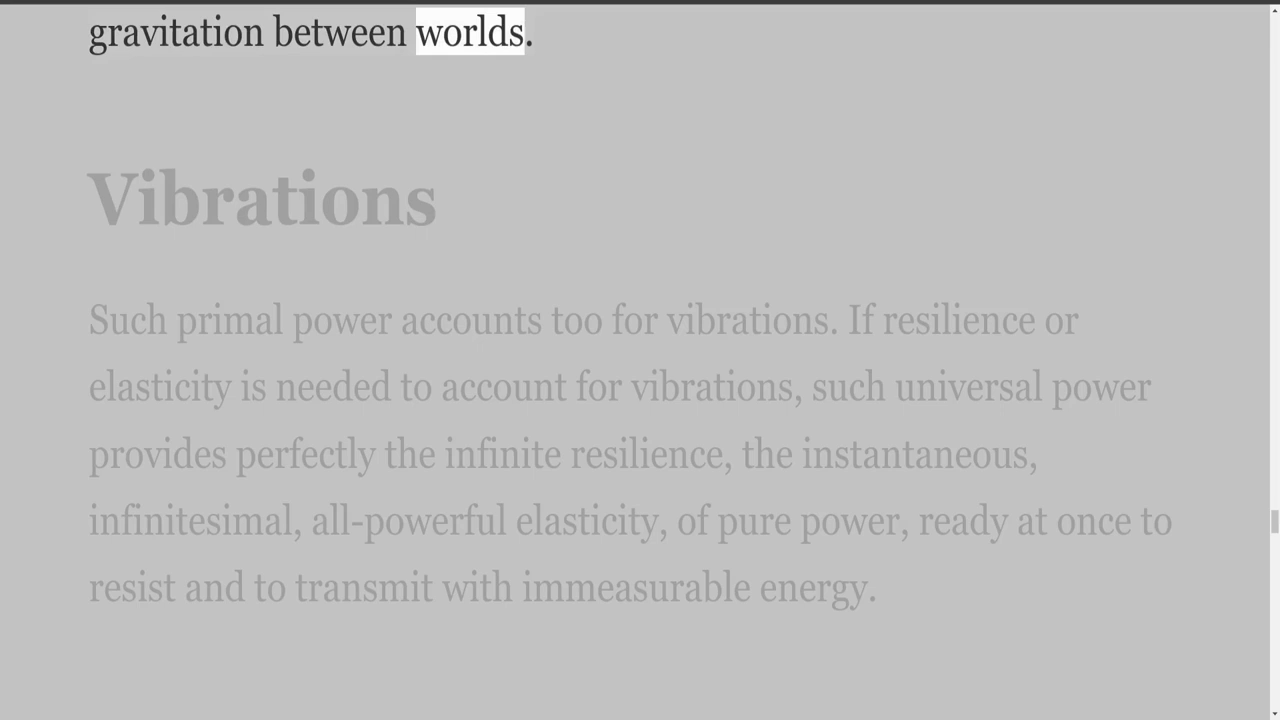 gravitation between worlds.
Vibrations
Such primal power accounts too for vibrations. If resilience or
elasticity is needed to account for vibrations, such universal power
provides perfectly the infinite resilience, the instantaneous,
infinitesimal, all-powerful elasticity, of pure power, ready at once to
resist and to transmit with immeasurable energy.